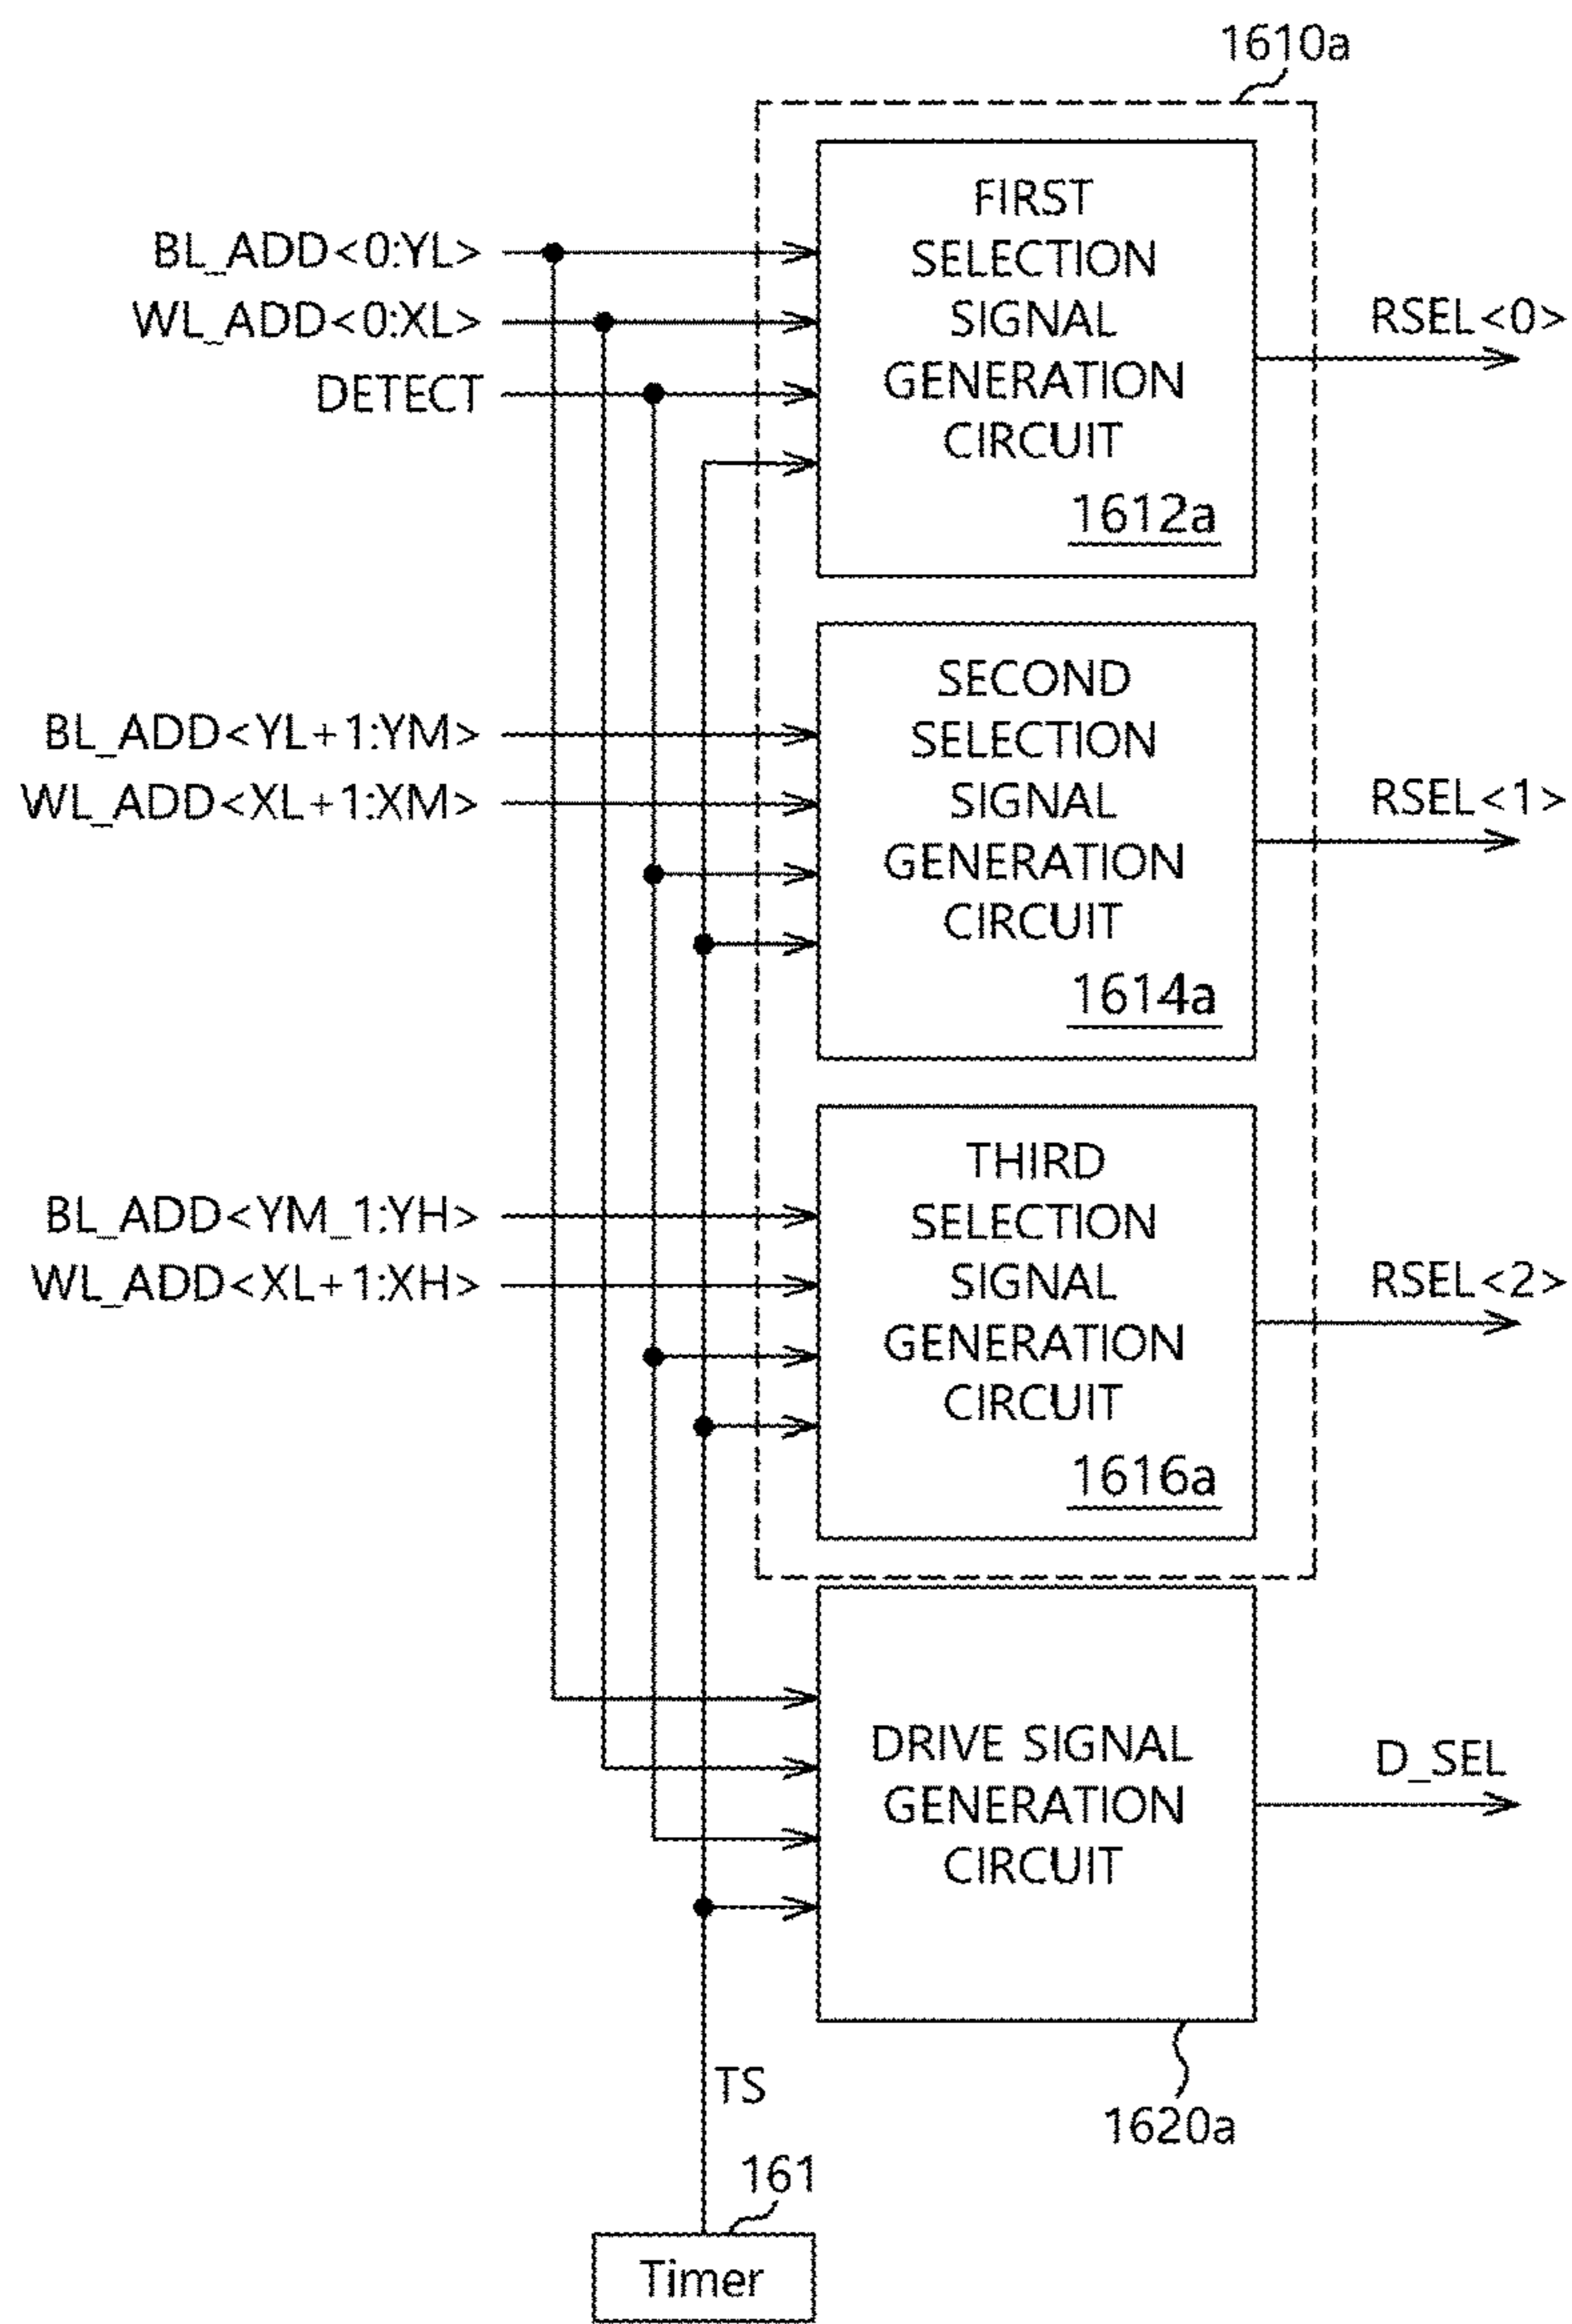 1610a
FIRST
SELECTION
SIGNAL
GENERATION
CIRCUIT
1612a
BL_ADD<0:YL>
WL_ADD<0:XL>
DETECT
RSEL<0>
SECOND
SELECTION
SIGNAL
GENERATION
CIRCUIT
1614a
BL_ADD<YL+1:YM>
WL_ADD<XL+1:XM>
RSEL<1>
THIRD
SELECTION
SIGNAL
GENERATION
CIRCUIT
1616a
BL_ADD<YM_1:YH>
WL_ADD<XL+1:XH>
RSEL<2>
DRIVE SIGNAL
GENERATION
CIRCUIT
D_SEL
TS
1620a
161
Timer